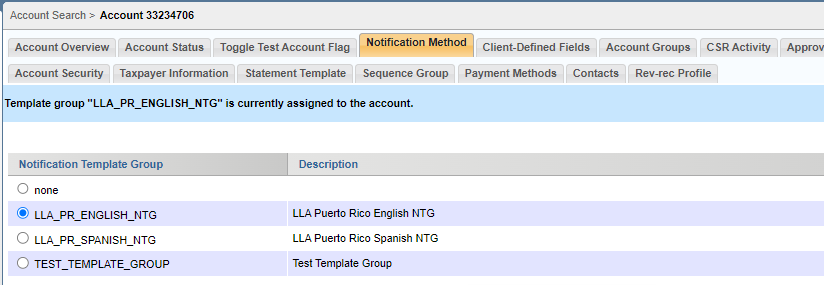 Account Search > Account 33234706
Account Overview Account Status Toggle Test Account Flag Notification Method Client-Defined Fields Account Groups CSR Activity Approv
Account Security Taxpayer Information Statement Template Sequence Group Payment Methods Contacts Rev-rec Profile
Template group "LLA_PR_ENGLISH_NTG" is currently assigned to the account.
Notification Template Group Description
none
LLA_PR_ENGLISH_NTG LLA Puerto Rico English NTG
LLA_PR_SPANISH_NTG LLA Puerto Rico Spanish NTG
TEST_TEMPLATE_GROUP Test Template Group